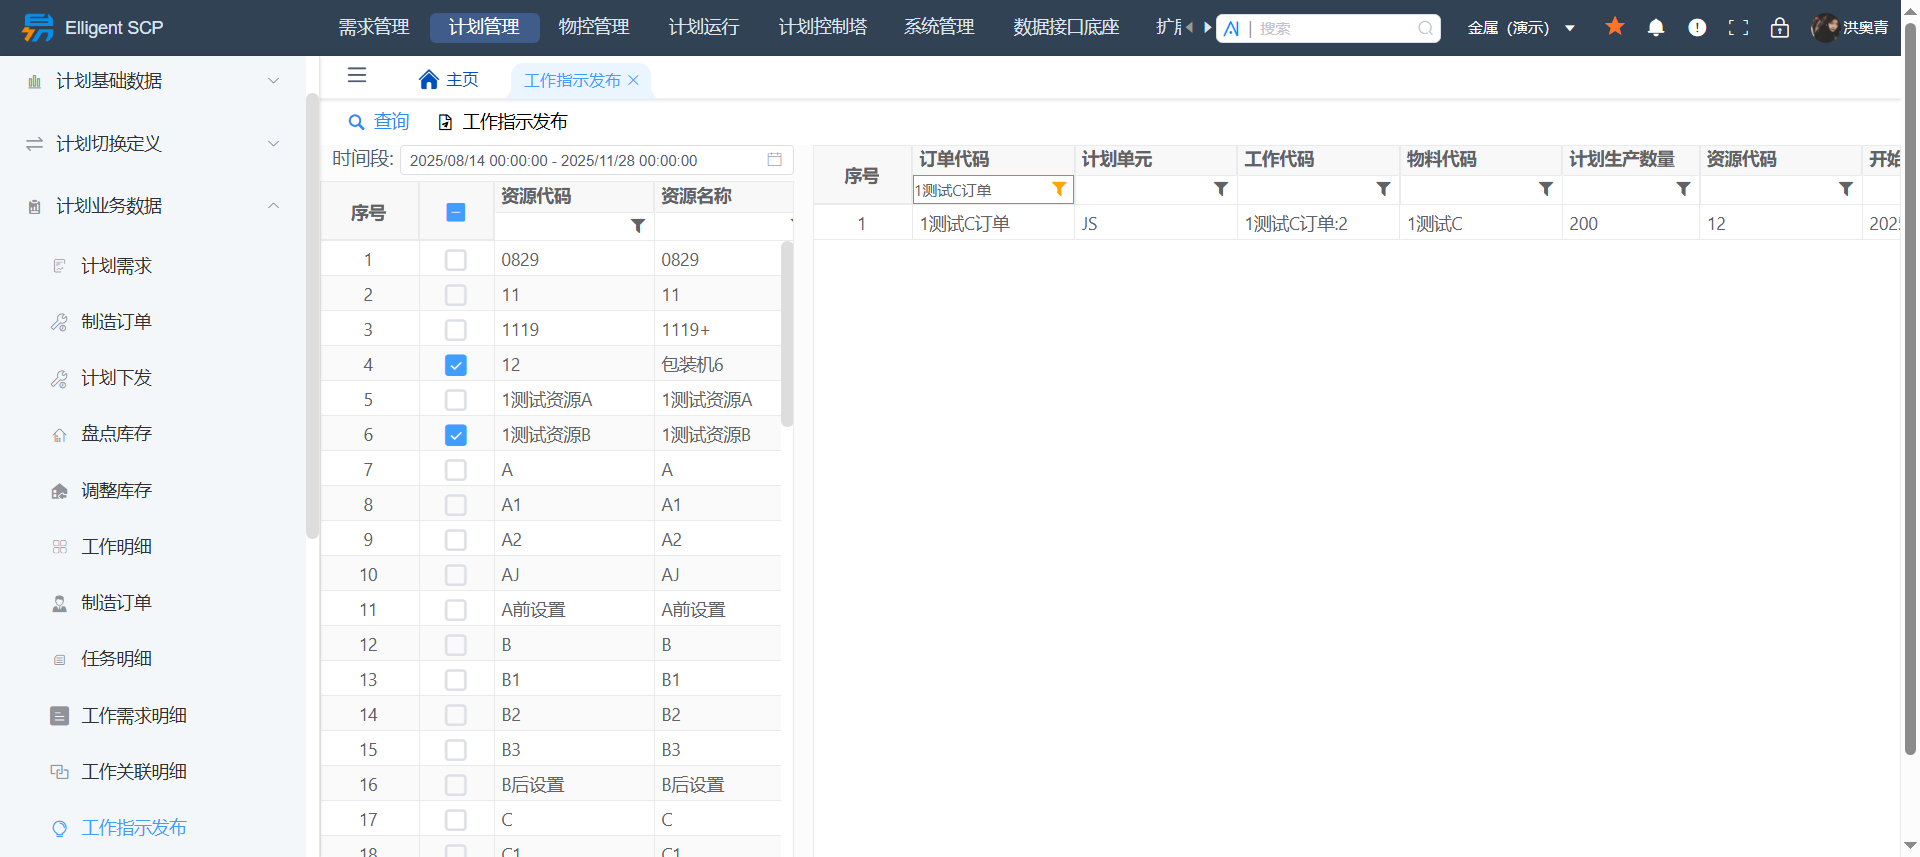 Elligent SCP
需求管理
计划管理
物控管理
计划运行
计划控制塔
系统管理
数据接口底座
搜索
金属 (演示)
洪奥青
计划基础数据
计划切换定义
计划业务数据
计划需求
制造订单
计划下发
盘点库存
调整库存
工作明细
制造订单
任务明细
工作需求明细
工作关联明细
工作指示发布
主页
工作指示发布
查询
工作指示发布
时间段:
2025/08/14 00:00:00 - 2025/11/28 00:00:00
序号 资源代码 资源名称
1 0829 0829
2 11 11
3 1119 1119+
4 12 包装机6
5 1测试资源A 1测试资源A
6 1测试资源B 1测试资源B
7 A A
8 A1 A1
9 A2 A2
10 AJ AJ
11 A前设置 A前设置
12 B B
13 B1 B1
14 B2 B2
15 B3 B3
16 B后设置 B后设置
17 C C
18 C1 C1
序号 订单代码 计划单元 工作代码 物料代码 计划生产数量 资源代码 开始
1测试C订单
1 1测试C订单 JS 1测试C订单:2 1测试C 200 12 202